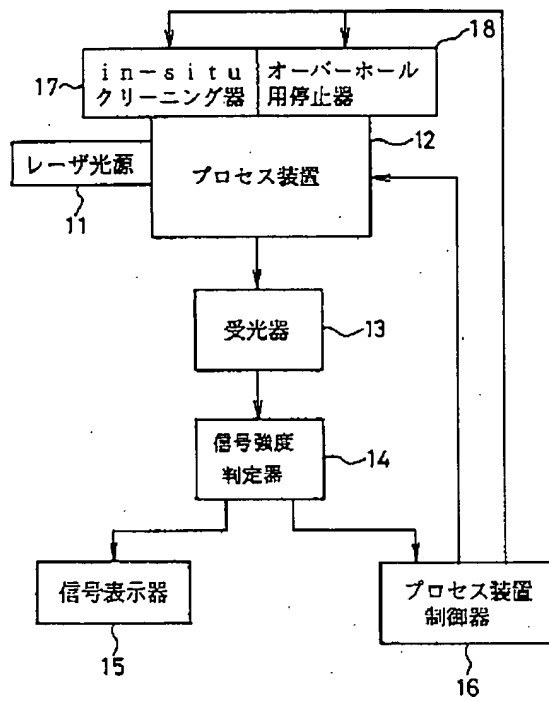 18
17
in-situ
クリーニング器
オーバーホール
用停止器
12
レーザ光源
プロセス装置
11
受光器
13
信号強度
判定器
14
信号表示器
プロセス装置
制御器
15
16